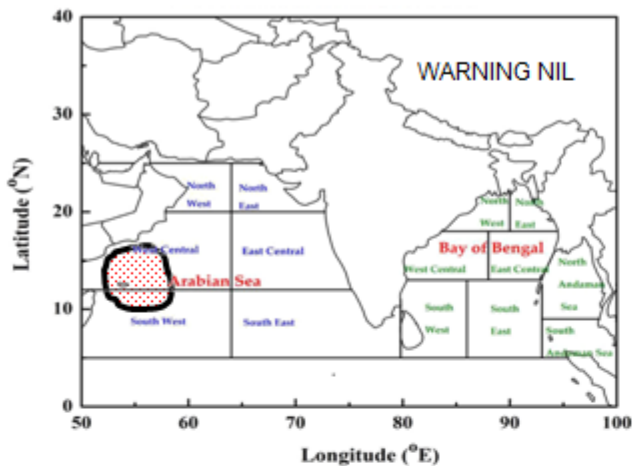 40
WARNING NIL
30
North
West
North
East
North
West
North
East
20
West Central
East Central
Bay of Bengal
Arabian Sea
West Central
East Central
North
Andaman
Sea
10
South West
South East
South
West
South
East
South
Andaman Sea
0
50
60
70
80
90
100
Latitude (°N)
Longitude (°E)